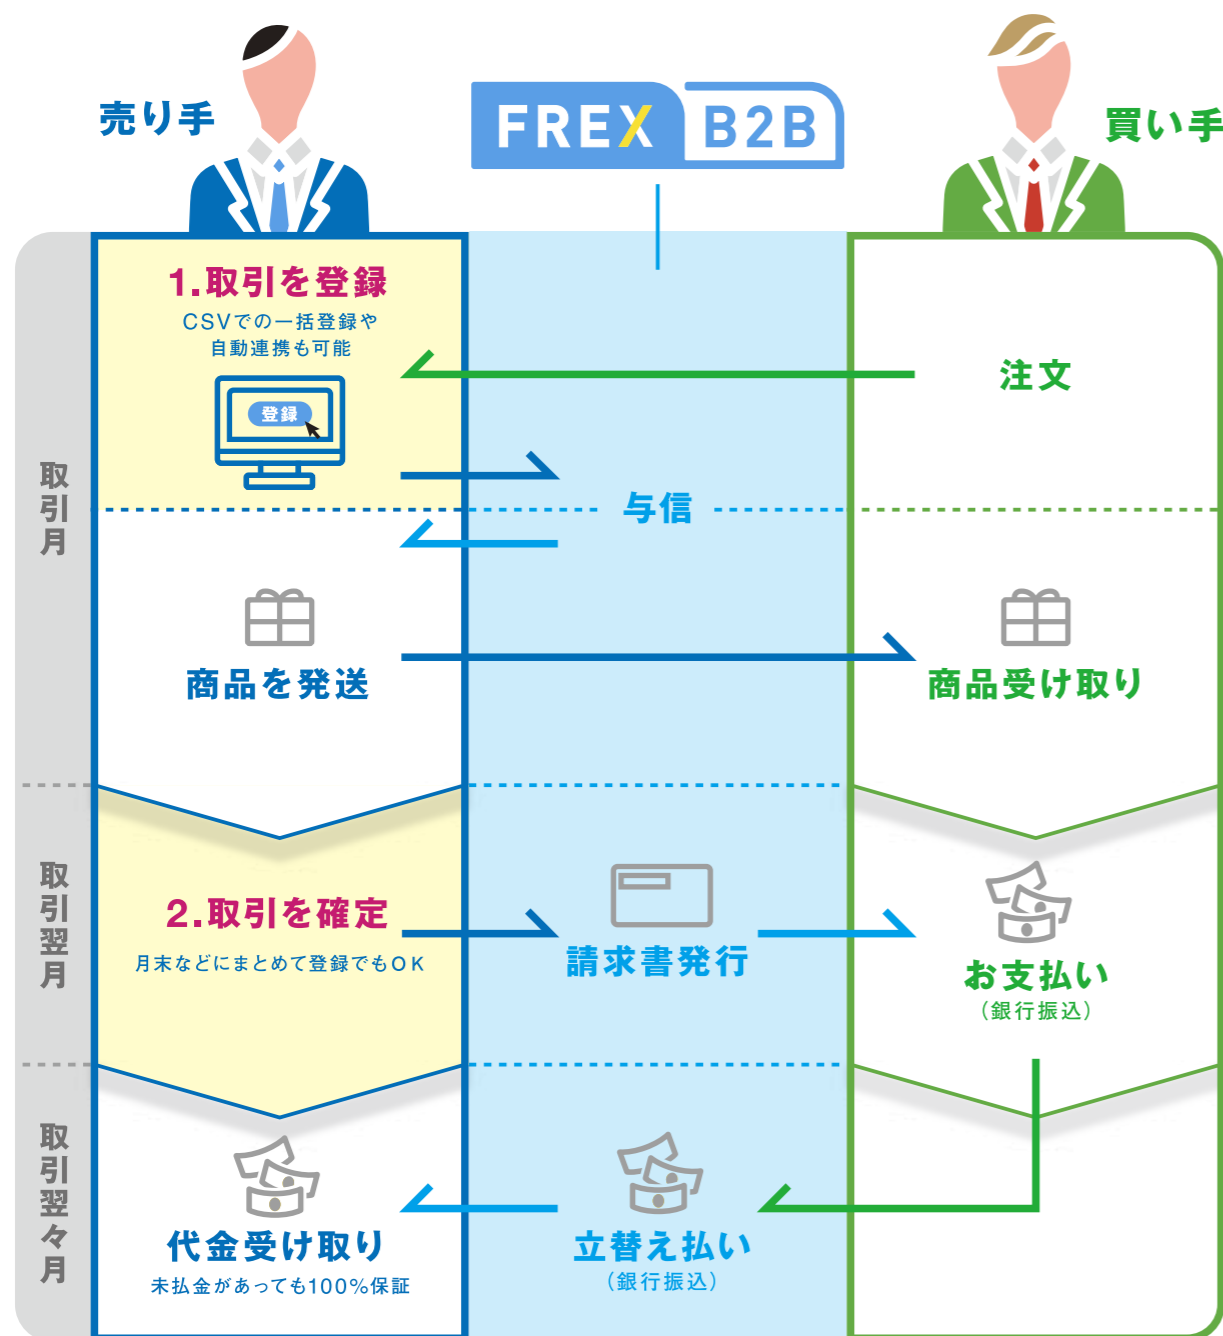 売り手
FREX B2B
買い手
取引月
1.取引を登録
CSVでの一括登録や
自動連携も可能
登録
注文
与信
商品を発送
商品受け取り
取引翌月
2.取引を確定
月末などにまとめて登録でもOK
請求書発行
お支払い
(銀行振込)
取引翌々月
代金受け取り
未払金があっても100%保証
立替え払い
(銀行振込)